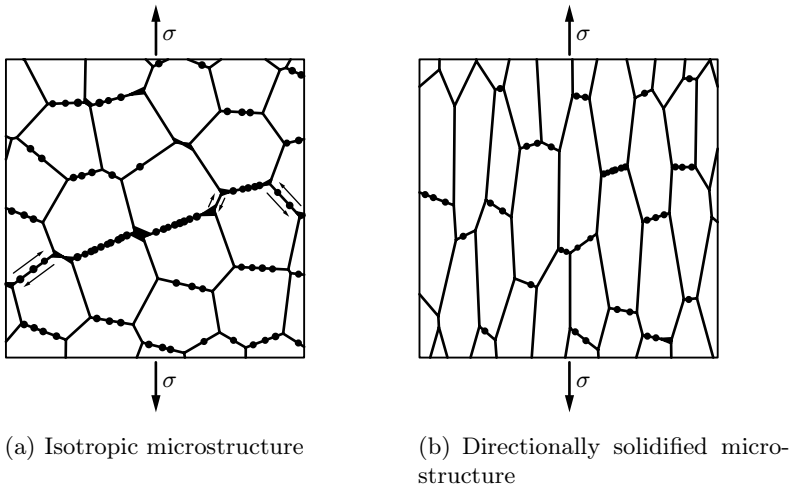 σ
σ
σ
σ
(a) Isotropic microstructure
(b) Directionally solidified micro-
structure